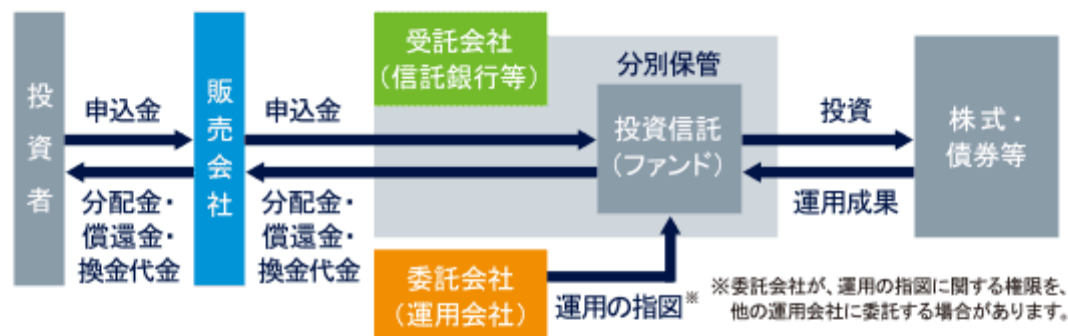 投資者
申込金
分配金・
償還金・
換金代金
販売会社
申込金
分配金・
償還金・
換金代金
受託会社
(信託銀行等)
分別保管
投資信託
(ファンド)
委託会社
(運用会社)
運用の指図※
投資
運用成果
株式・
債券等
※委託会社が、運用の指図に関する権限を、
他の運用会社に委託する場合があります。